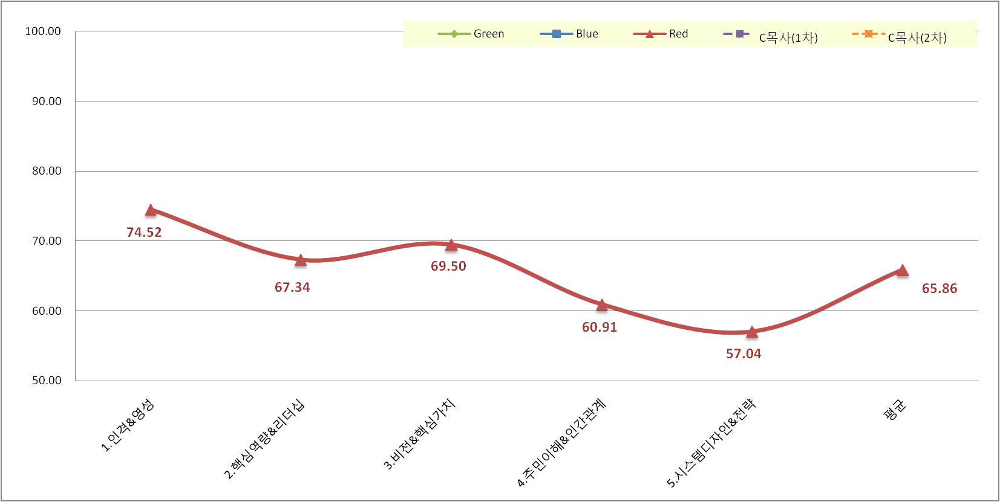 Green Blue Red C목사(1차) C목사(2차)
100.00
90.00
80.00
70.00
60.00
50.00
74.52
67.34
69.50
60.91
57.04
65.86
1.인격&영성
2.핵심역량&리더십
3.비전&핵심가치
4.주민이해&인간관계
5.시스템디자인&전략
평균